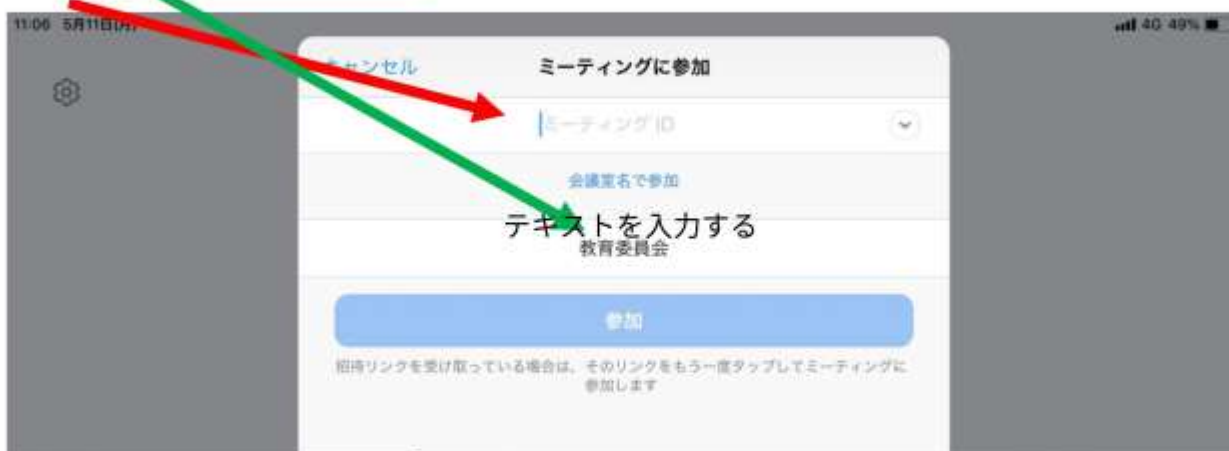 11:06 5月11日(月)
4G 49%
キャンセル
ミーティングに参加
ミーティング ID
会議室名で参加
テキストを入力する
教育委員会
参加
招待リンクを受け取っている場合は、そのリンクをもう一度タップしてミーティングに
参加します